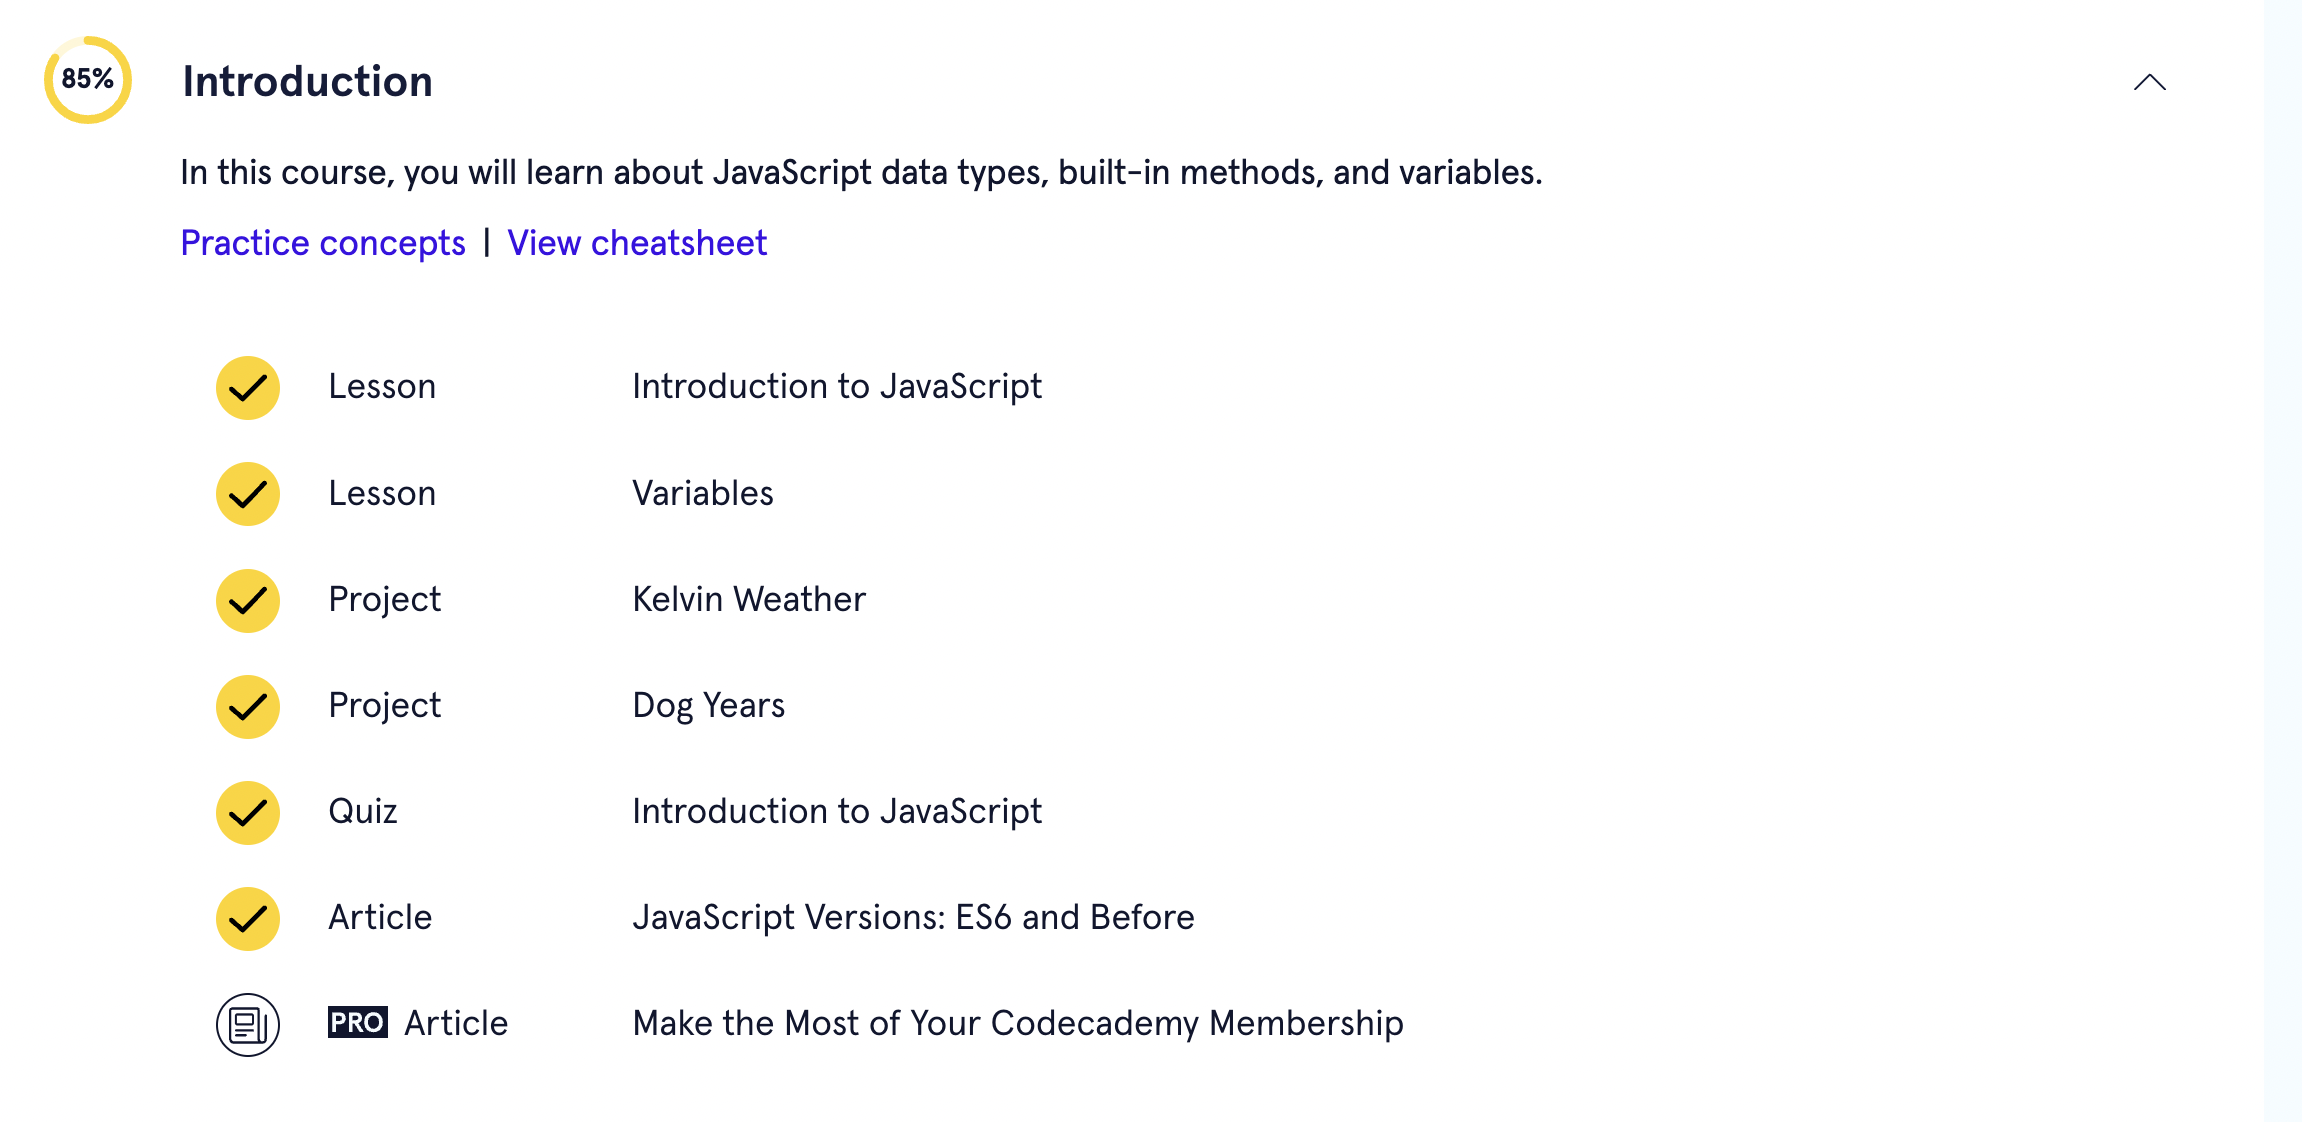 85% Introduction
In this course, you will learn about JavaScript data types, built-in methods, and variables.
Practice concepts | View cheatsheet
Lesson Introduction to JavaScript
Lesson Variables
Project Kelvin Weather
Project Dog Years
Quiz Introduction to JavaScript
Article JavaScript Versions: ES6 and Before
PRO Article Make the Most of Your Codecademy Membership